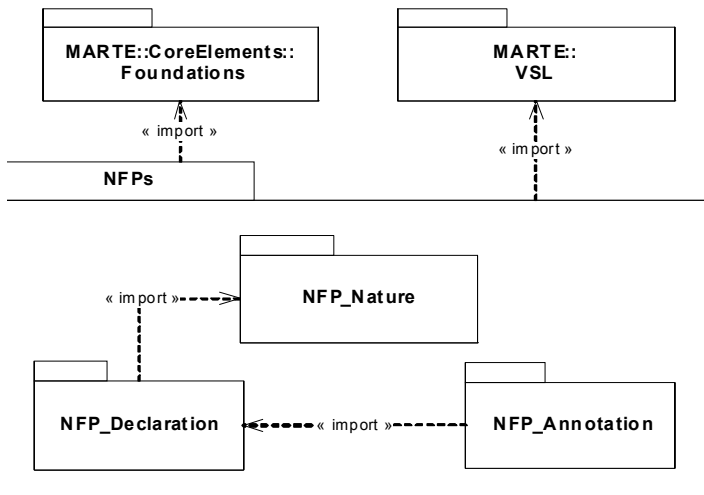 MARTE::CoreElements::
Foundations
MARTE::
VSL
« import »
« import »
NFPs
NFP_Nature
« import »
NFP_Declaration
« import »
NFP_Annotation